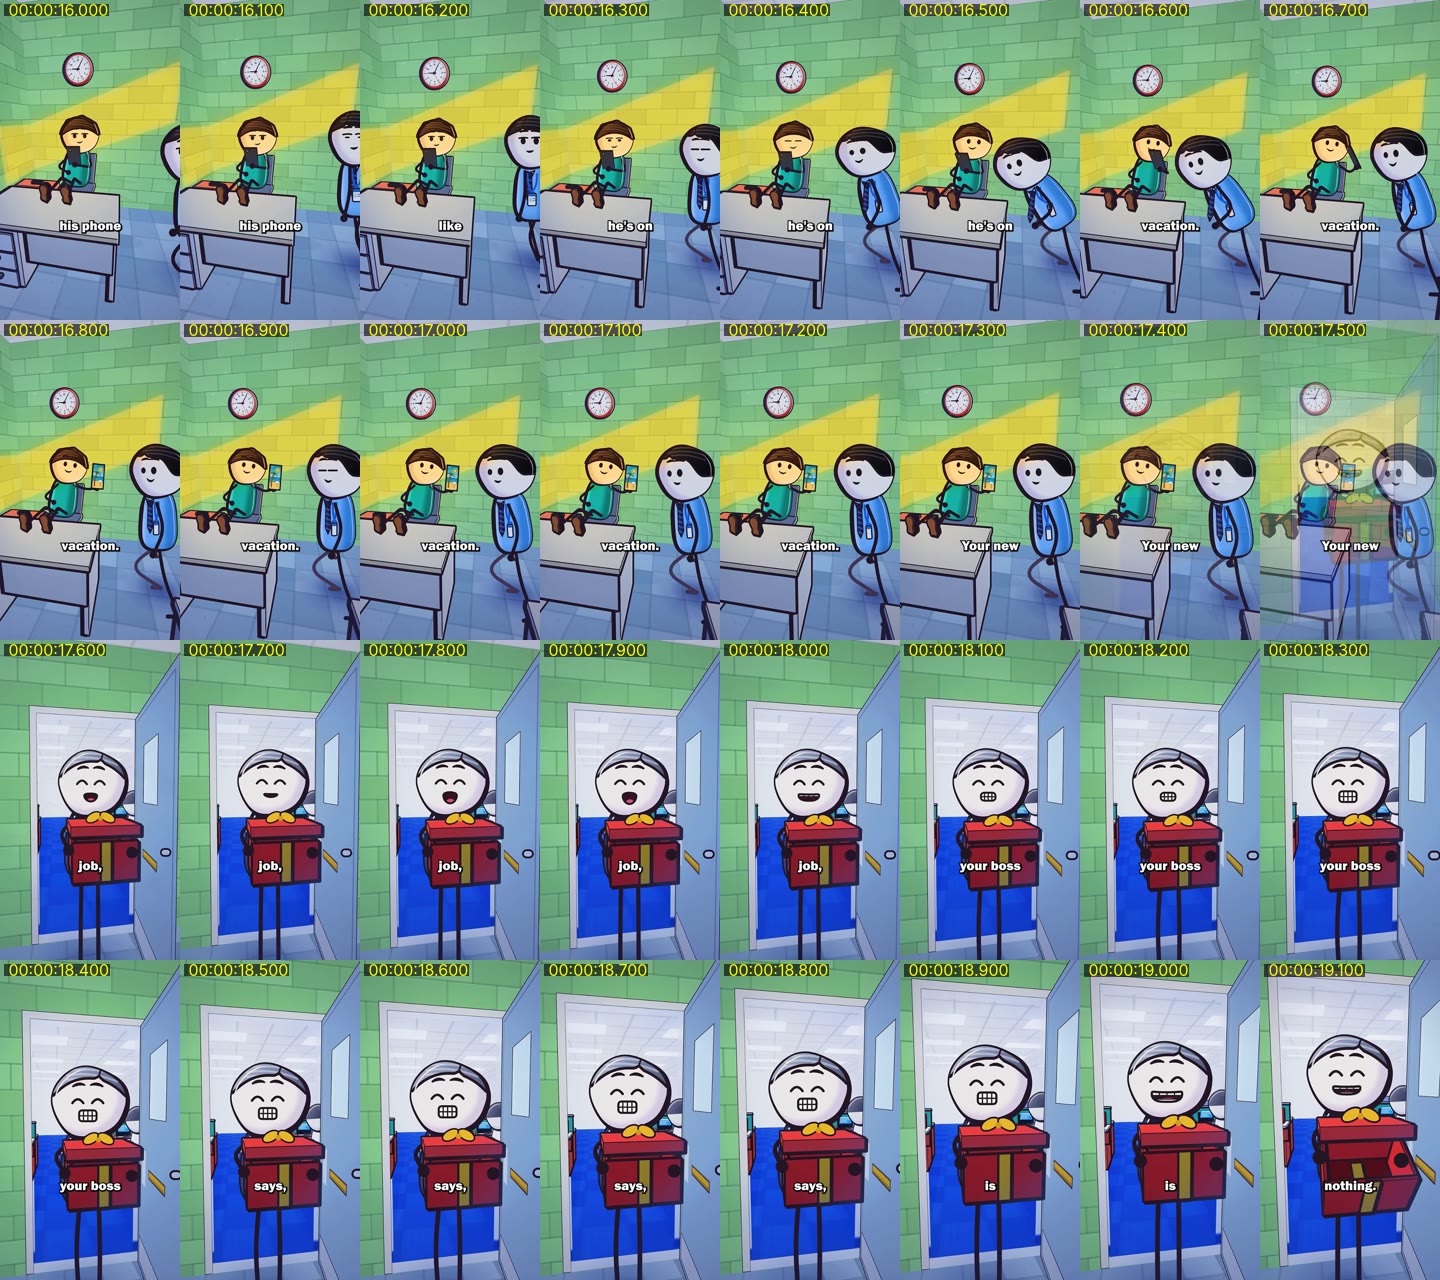 00:00:16.000
his phone
00:00:16.100
his phone
00:00:16.200
like
00:00:16.300
he's on
00:00:16.400
he's on
00:00:16.500
he's on
00:00:16.600
vacation.
00:00:16.700
vacation.
00:00:16.800
vacation.
00:00:16.900
vacation.
00:00:17.000
vacation.
00:00:17.100
vacation.
00:00:17.200
vacation.
00:00:17.300
Your new
00:00:17.400
Your new
00:00:17.500
Your new
00:00:17.600
job,
00:00:17.700
job,
00:00:17.800
job,
00:00:17.900
job,
00:00:18.000
job,
00:00:18.100
your boss
00:00:18.200
your boss
00:00:18.300
your boss
00:00:18.400
your boss
00:00:18.500
says,
00:00:18.600
says,
00:00:18.700
says,
00:00:18.800
says,
00:00:18.900
is
00:00:19.000
is
00:00:19.100
nothing.